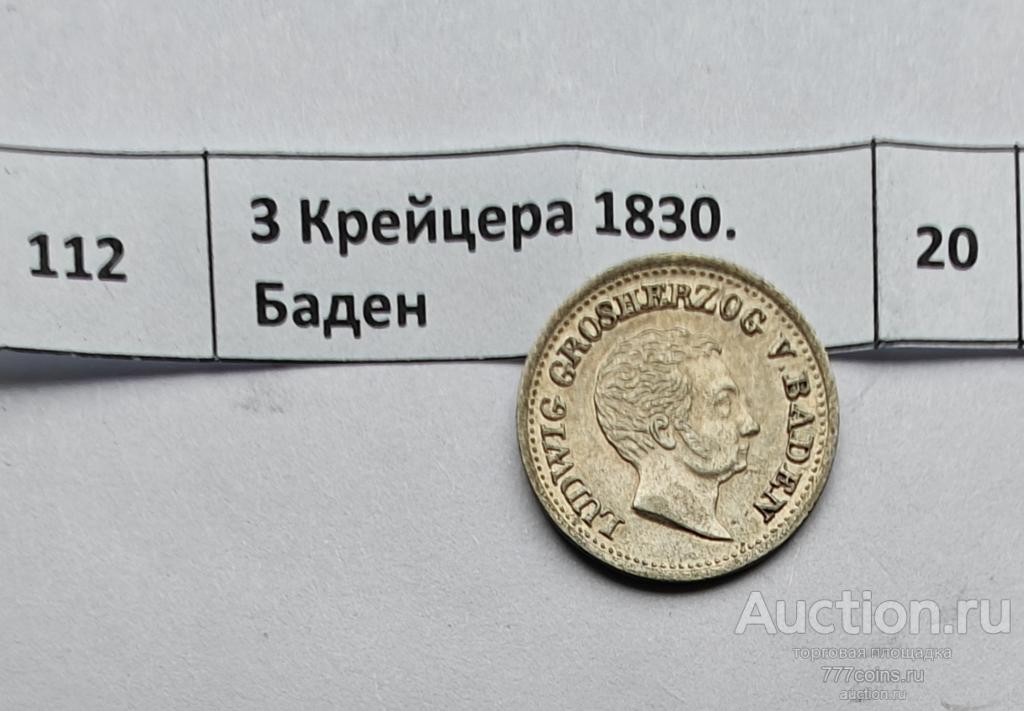 112
3 Крейцера 1830.
Баден
20
LUDWIG GROSHERZOG V. BADEN
Auction.ru
торговая площадка
777coins.ru
auction.ru